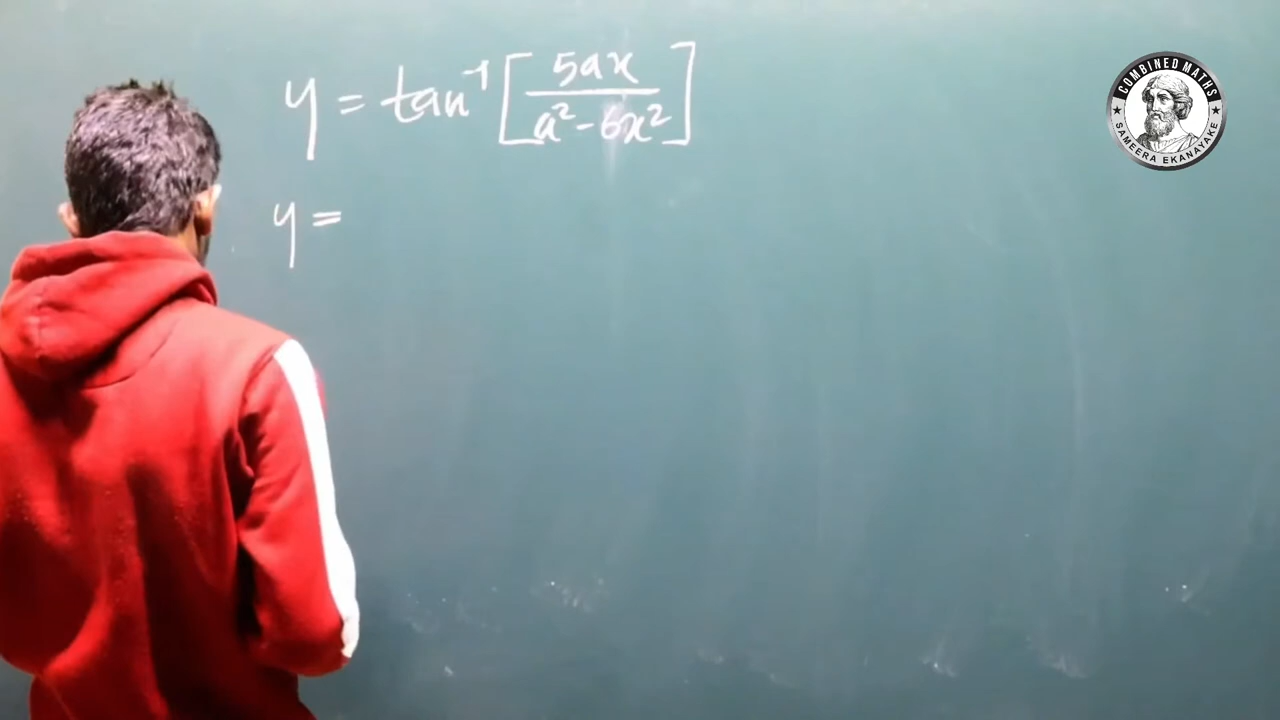 y = tan⁻¹ [ 5ax / a² - 6x² ]
y =
COMBINED MATHS
SAMEERA EKANAYAKE